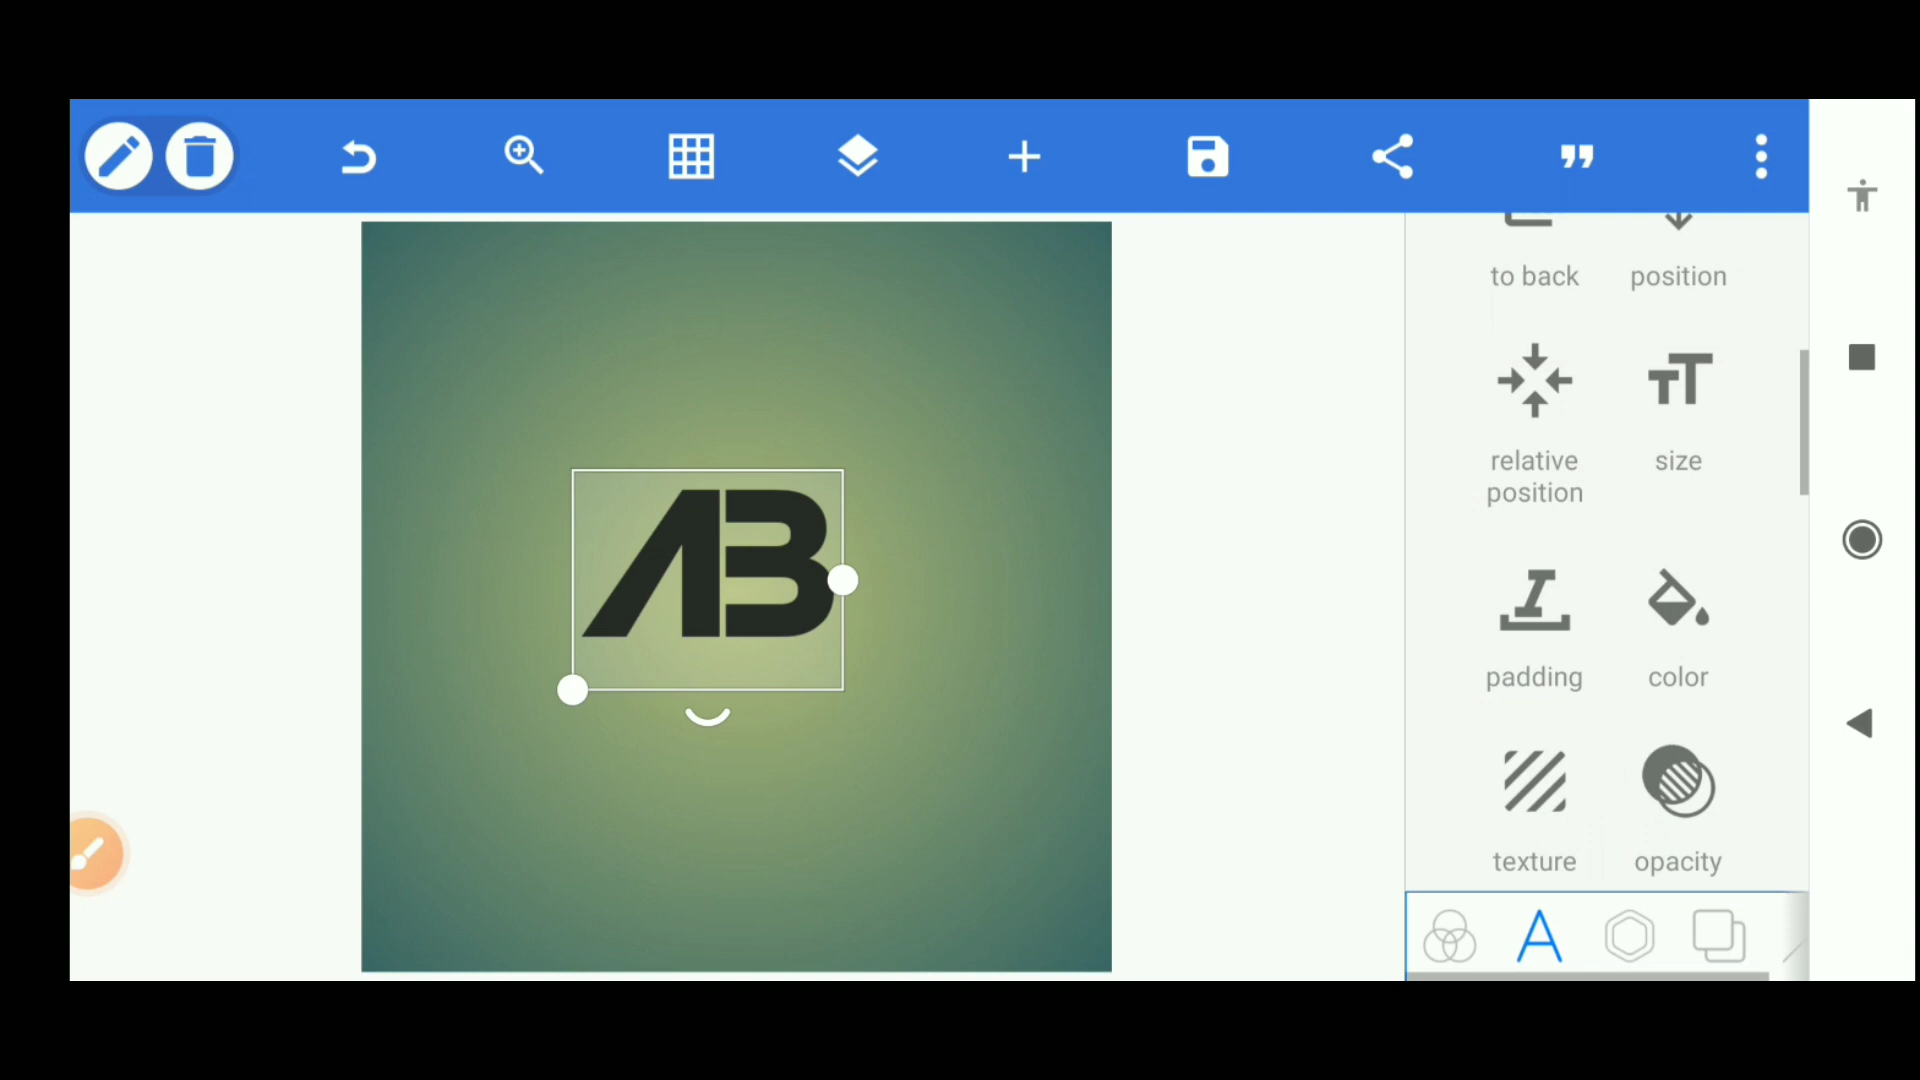 to back
position
relative
position
size
AB
padding
color
texture
opacity